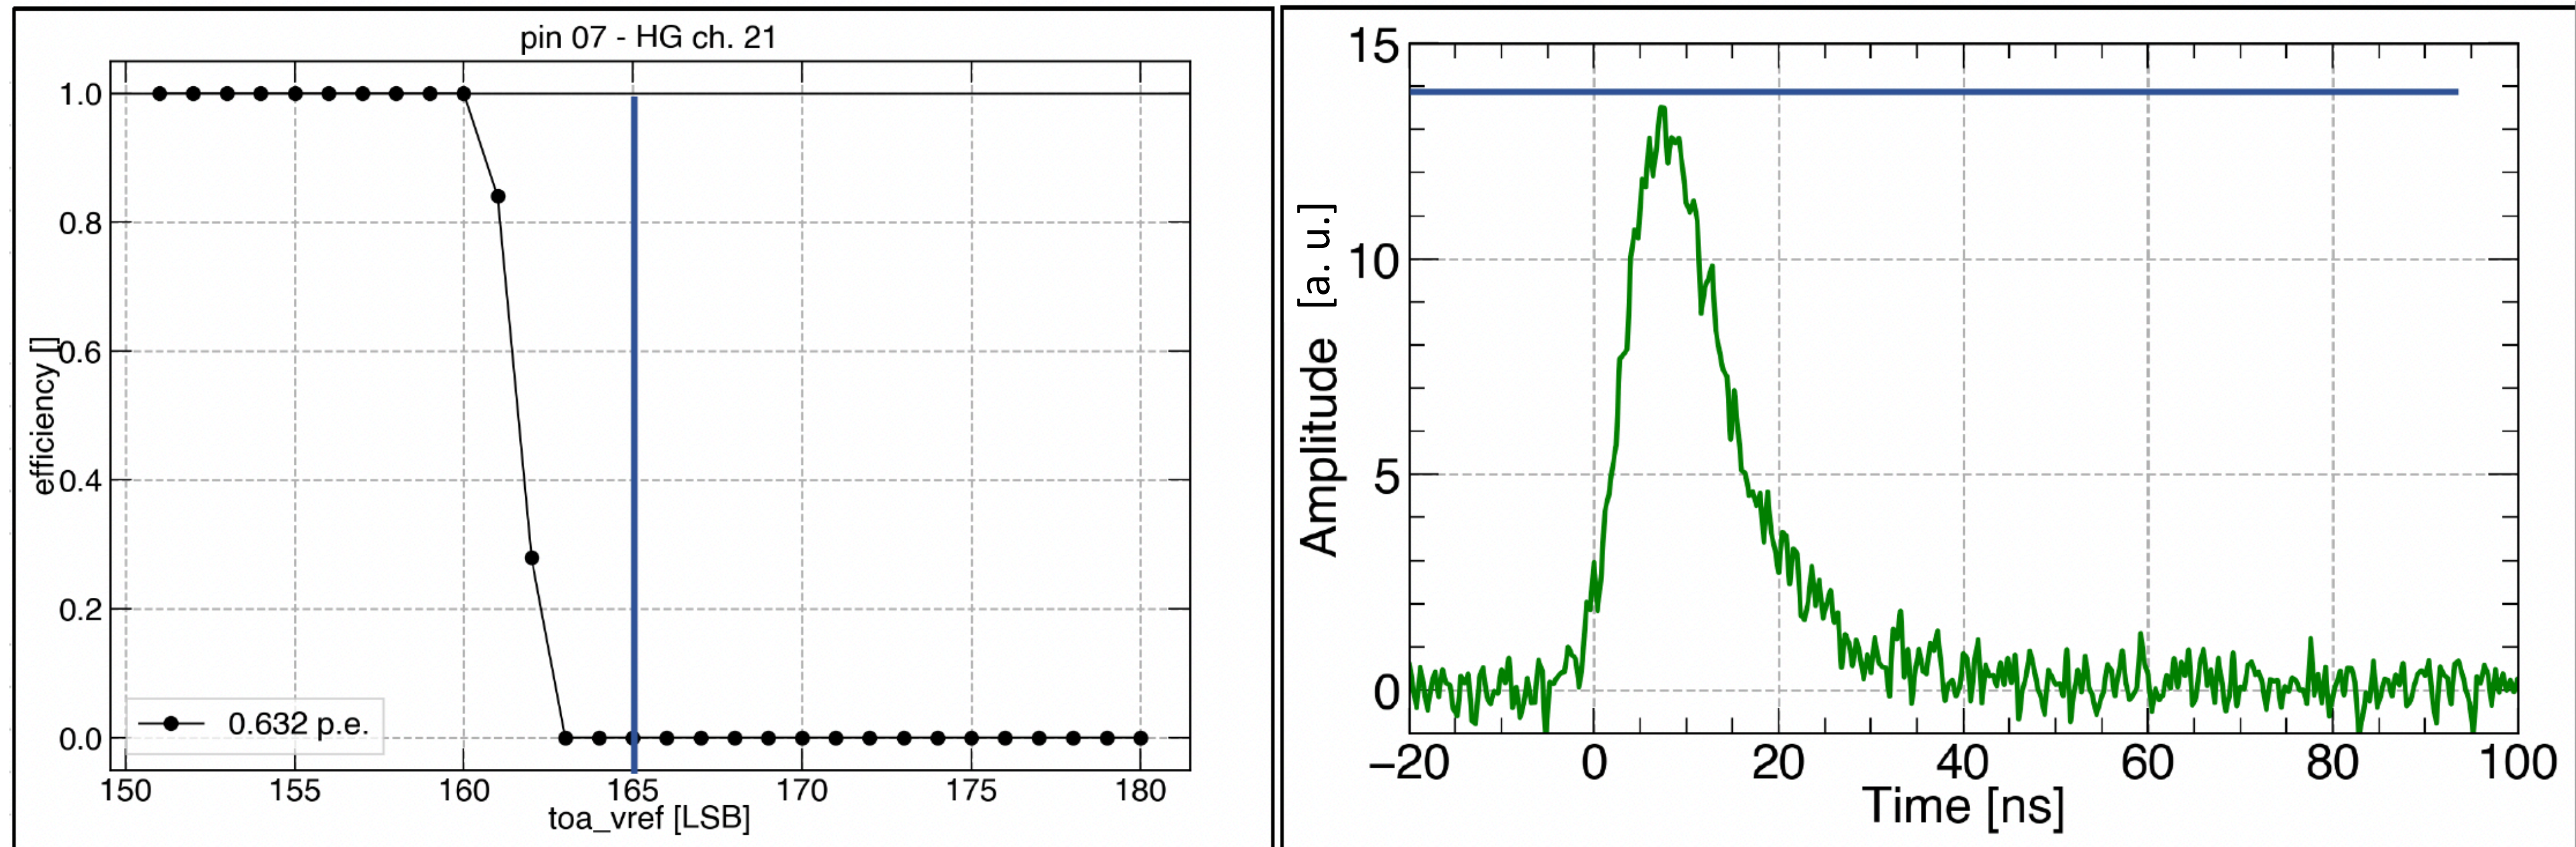 pin 07 - HG ch. 21
1.0
0.8
0.6
0.4
0.2
0.0
efficiency []
0.632 p.e.
150 155 160 165 170 175 180
toa_vref [LSB]
15
10
5
0
Amplitude [a. u.]
−20 0 20 40 60 80 100
Time [ns]